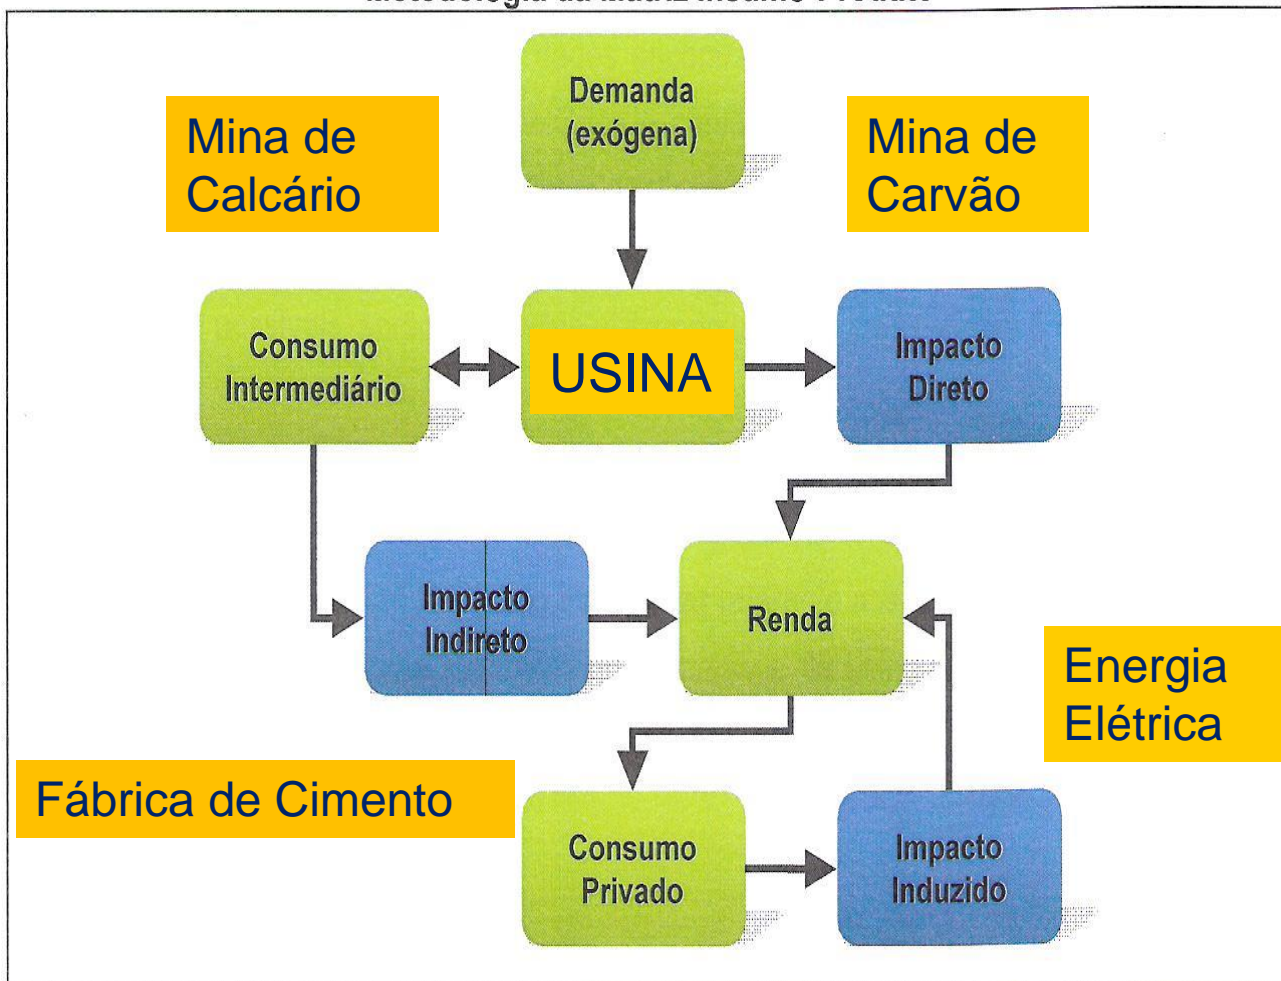 Demanda
(exógena)
Mina de
Calcário
Mina de
Carvão
Consumo
Intermediário
USINA
Impacto
Direto
Impacto
Indireto
Renda
Energia
Elétrica
Fábrica de Cimento
Consumo
Privado
Impacto
Induzido